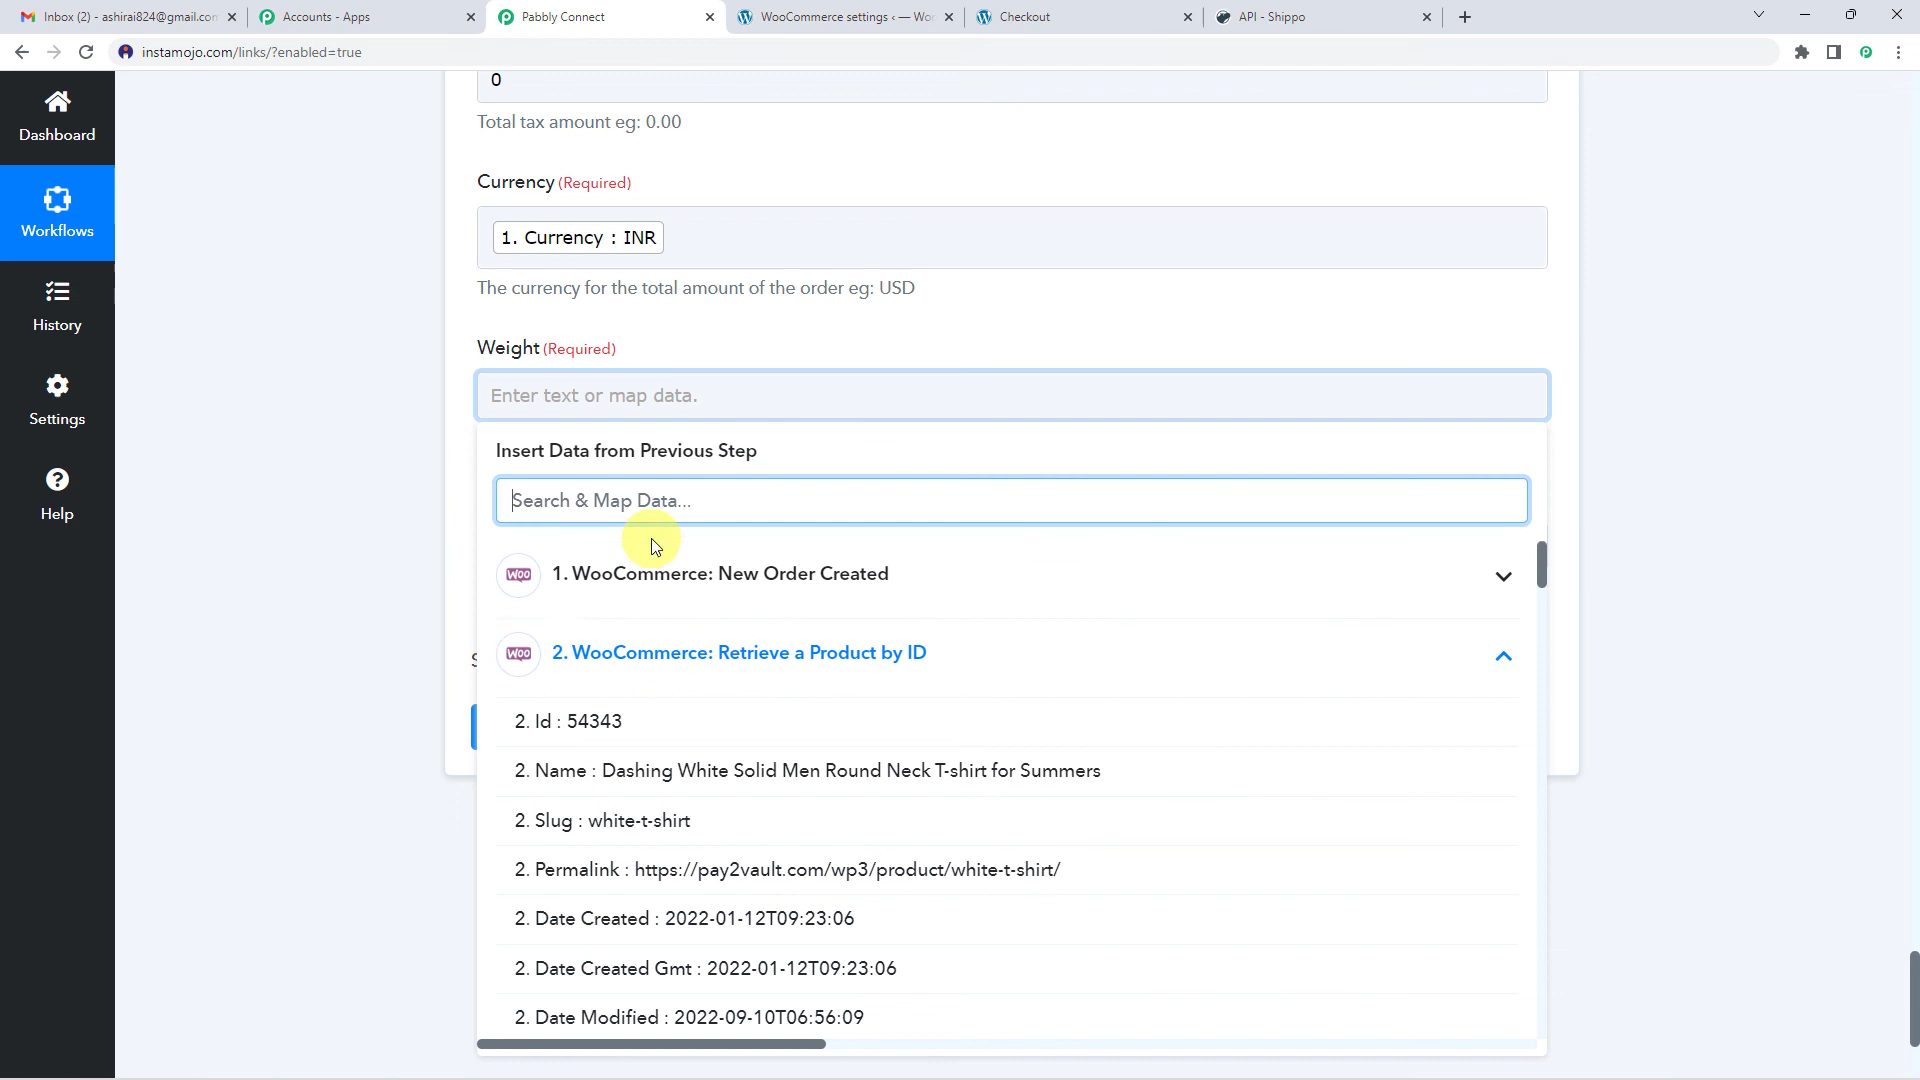 Inbox (2) - ashirai824@gmail.con
Accounts - Apps
Pabbly Connect
WooCommerce settings ‹ — Wo
Checkout
API - Shippo
instamojo.com/links/?enabled=true
Dashboard
Workflows
History
Settings
Help
0
Total tax amount eg: 0.00
Currency (Required)
1. Currency : INR
The currency for the total amount of the order eg: USD
Weight (Required)
Enter text or map data.
Insert Data from Previous Step
Search & Map Data...
WOO
1. WooCommerce: New Order Created
WOO
2. WooCommerce: Retrieve a Product by ID
2. Id : 54343
2. Name : Dashing White Solid Men Round Neck T-shirt for Summers
2. Slug : white-t-shirt
2. Permalink : https://pay2vault.com/wp3/product/white-t-shirt/
2. Date Created : 2022-01-12T09:23:06
2. Date Created Gmt : 2022-01-12T09:23:06
2. Date Modified : 2022-09-10T06:56:09